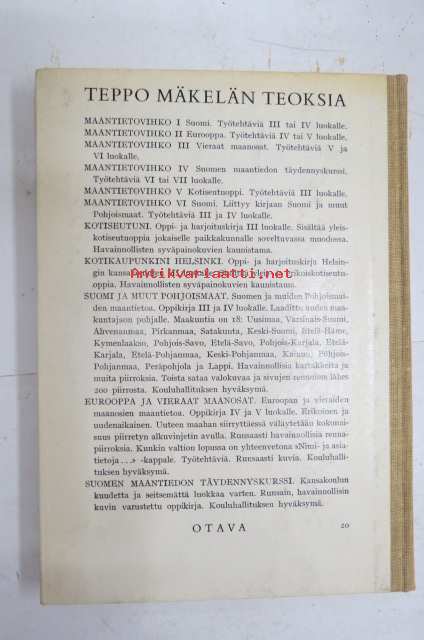 TEPPO MÄKELÄN TEOKSIA
MAANTIETOVIHKO I Suomi. Työtehtäviä III tai IV luokalle.
MAANTIETOVIHKO II Eurooppa. Työtehtäviä IV tai V luokalle.
MAANTIETOVIHKO III Vieraat maanosat. Työtehtäviä V ja
VI luokalle.
MAANTIETOVIHKO IV Suomen maantiedon täydennyskurssi.
Työtehtäviä VI tai VII luokalle.
MAANTIETOVIHKO V Kotiseutuoppi. Työtehtäviä III luokalle.
MAANTIETOVIHKO VI Suomi. Liittyy kirjaan Suomi ja muut
Pohjoismaat. Työtehtäviä III ja IV luokalle.
KOTISEUTUNI. Oppi- ja harjoituskirja III luokalle. Sisältää yleis-
kotiseutuoppia jokaiselle paikkakunnalle soveltuvassa muodossa.
Havainnollisten syväpainokuvien kaunistama.
KOTIKAUPUNKINI HELSINKI. Oppi- ja harjoituskirja Helsin-
gin
Antikvariaatti.net
oppia. Havainnollisten syväpainokuvien kaunistama.
SUOMI JA MUUT POHJOISMAAT. Suomen ja muiden Pohjoismai-
den maantietoa. Oppikirja III ja IV luokalle. Laadittu uuden maa-
kuntajaon pohjalle. Maakuntia on 18: Uusimaa, Varsinais-Suomi,
Ahvenanmaa, Pirkanmaa, Satakunta, Keski-Suomi, Etelä-Häme,
Kymenlaakso, Pohjois-Savo, Etelä-Savo, Pohjois-Karjala, Etelä-
Karjala, Etelä-Pohjanmaa, Keski-Pohjanmaa, Kainuu, Pohjois-
Pohjanmaa, Peräpohjola ja Lappi. Havainnollisia karttakkeita ja
muita piirroksia. Toista sataa valokuvaa ja sivujen reunoissa lähes
200 piirrosta. Kouluhallituksen hyväksymä.
EUROOPPA JA VIERAAT MAANOSAT. Euroopan ja vieraiden
maanosien maantietoa. Oppikirja IV ja V luokalle. Erikoinen ja
uudenaikainen. Uuteen maahan siirryttäessä väläytetään kokonai-
suus piirretyn alkuvinjetin avulla. Runsaasti havainnollisia reuna-
piirroksia. Kunkin valtion lopussa on yhteenvetona »Nimi- ja asia-
tietoja...» -kappale. Työtehtäviä. Runsaasti kuvia. Kouluhalli-
tuksen hyväksymä.
SUOMEN MAANTIEDON TÄYDENNYSKURSSI. Kansakoulun
kuudetta ja seitsemättä luokkaa varten. Runsain, havainnollisin
kuvin varustettu oppikirja. Kouluhallituksen hyväksymä.
OTAVA 20